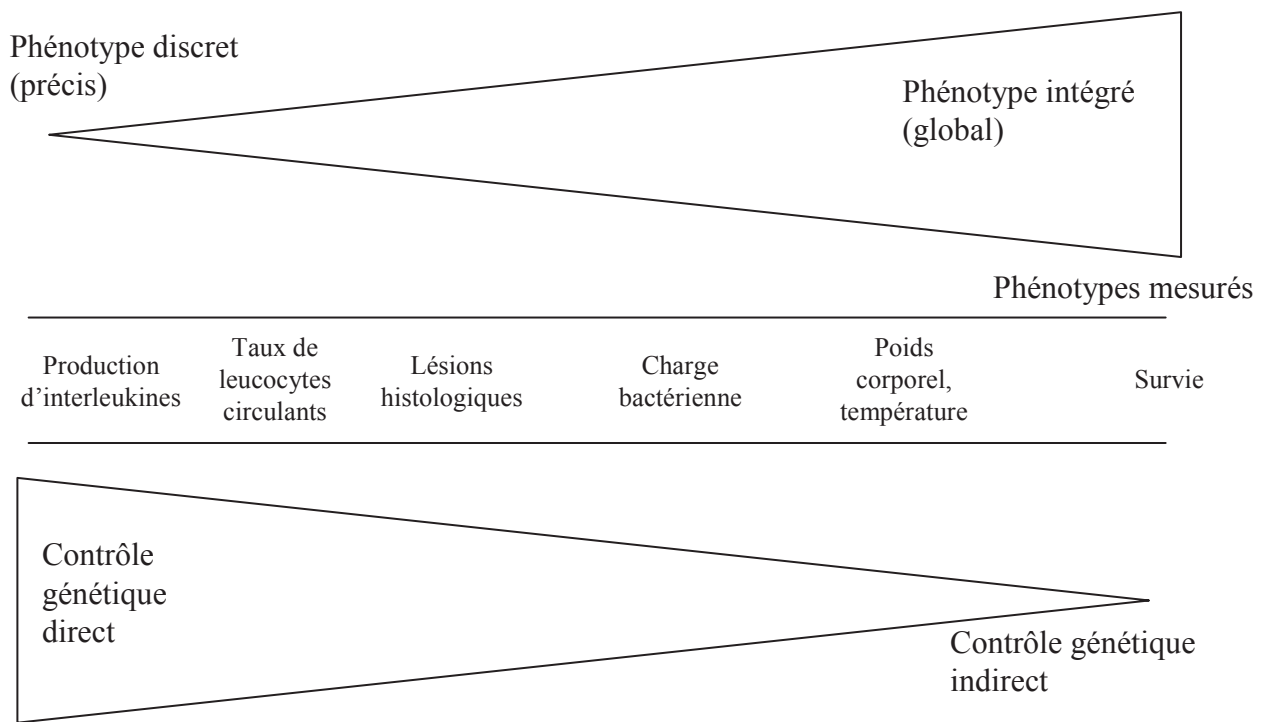 Phénotype discret
(précis)
Phénotype intégré
(global)
Phénotypes mesurés
Production
d'interleukines
Taux de
leucocytes
circulants
Lésions
histologiques
Charge
bactérienne
Poids
corporel,
température
Survie
Contrôle
génétique
direct
Contrôle génétique
indirect